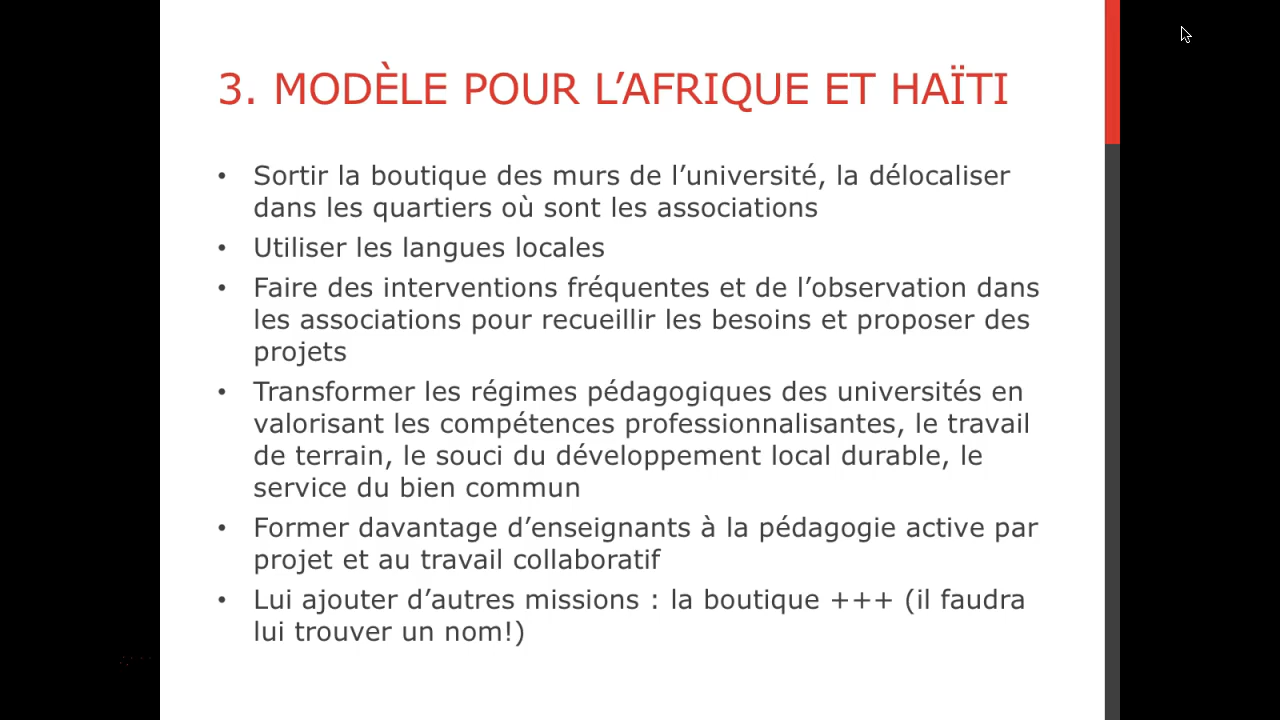 3. MODÈLE POUR L’AFRIQUE ET HAÏTI
• Sortir la boutique des murs de l’université, la délocaliser
dans les quartiers où sont les associations
• Utiliser les langues locales
• Faire des interventions fréquentes et de l’observation dans
les associations pour recueillir les besoins et proposer des
projets
• Transformer les régimes pédagogiques des universités en
valorisant les compétences professionnalisantes, le travail
de terrain, le souci du développement local durable, le
service du bien commun
• Former davantage d’enseignants à la pédagogie active par
projet et au travail collaboratif
• Lui ajouter d’autres missions : la boutique +++ (il faudra
lui trouver un nom!)